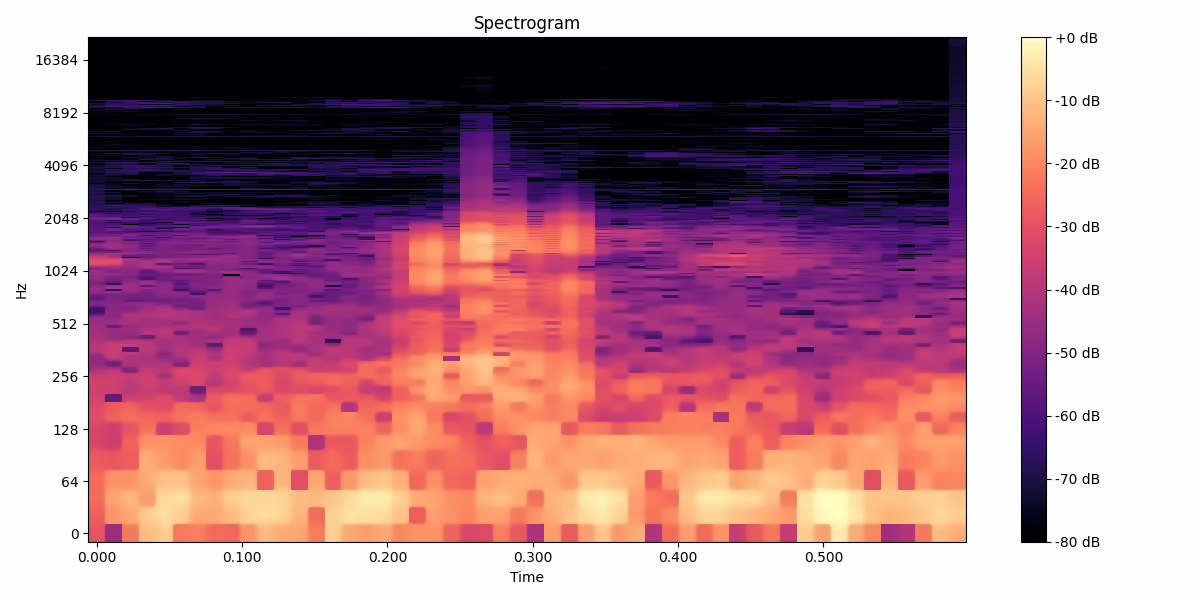 Spectrogram
16384
8192
4096
2048
1024
512
256
128
64
0
Hz
0.000 0.100 0.200 0.300 0.400 0.500
Time
+0 dB
-10 dB
-20 dB
-30 dB
-40 dB
-50 dB
-60 dB
-70 dB
-80 dB